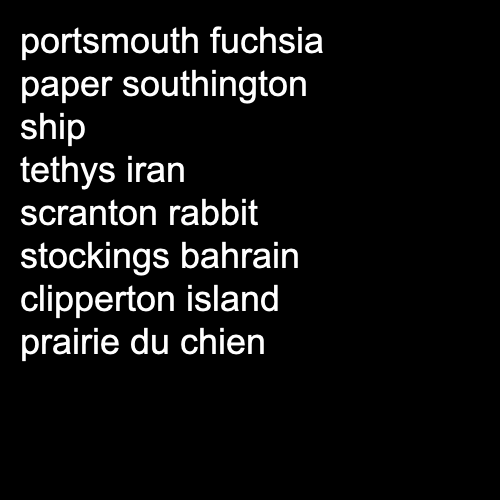 portsmouth fuchsia
paper southington
ship
tethys iran
scranton rabbit
stockings bahrain
clipperton island
prairie du chien